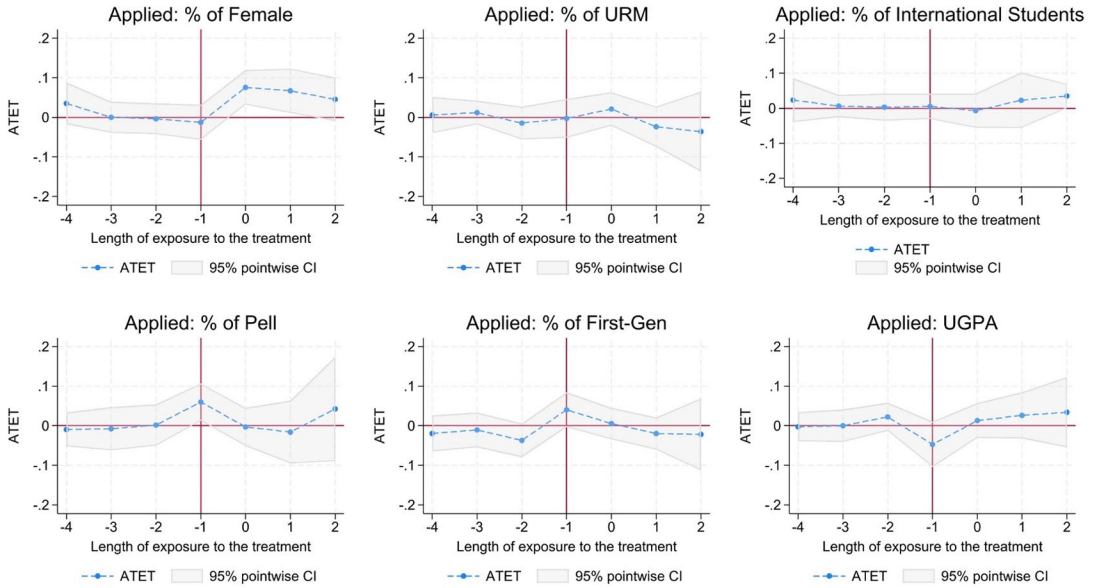 Applied: % of Female
.2
.1
0
-.1
-.2
ATET
-4 -3 -2 -1 0 1 2
Length of exposure to the treatment
ATET 95% pointwise CI
Applied: % of URM
.2
.1
0
-.1
-.2
ATET
-4 -3 -2 -1 0 1 2
Length of exposure to the treatment
ATET 95% pointwise CI
Applied: % of International Students
.2
.1
0
-.1
-.2
ATET
-4 -3 -2 -1 0 1 2
Length of exposure to the treatment
ATET
95% pointwise CI
Applied: % of Pell
.2
.1
0
-.1
-.2
ATET
-4 -3 -2 -1 0 1 2
Length of exposure to the treatment
ATET 95% pointwise CI
Applied: % of First-Gen
.2
.1
0
-.1
-.2
ATET
-4 -3 -2 -1 0 1 2
Length of exposure to the treatment
ATET 95% pointwise CI
Applied: UGPA
.2
.1
0
-.1
-.2
ATET
-4 -3 -2 -1 0 1 2
Length of exposure to the treatment
ATET 95% pointwise CI